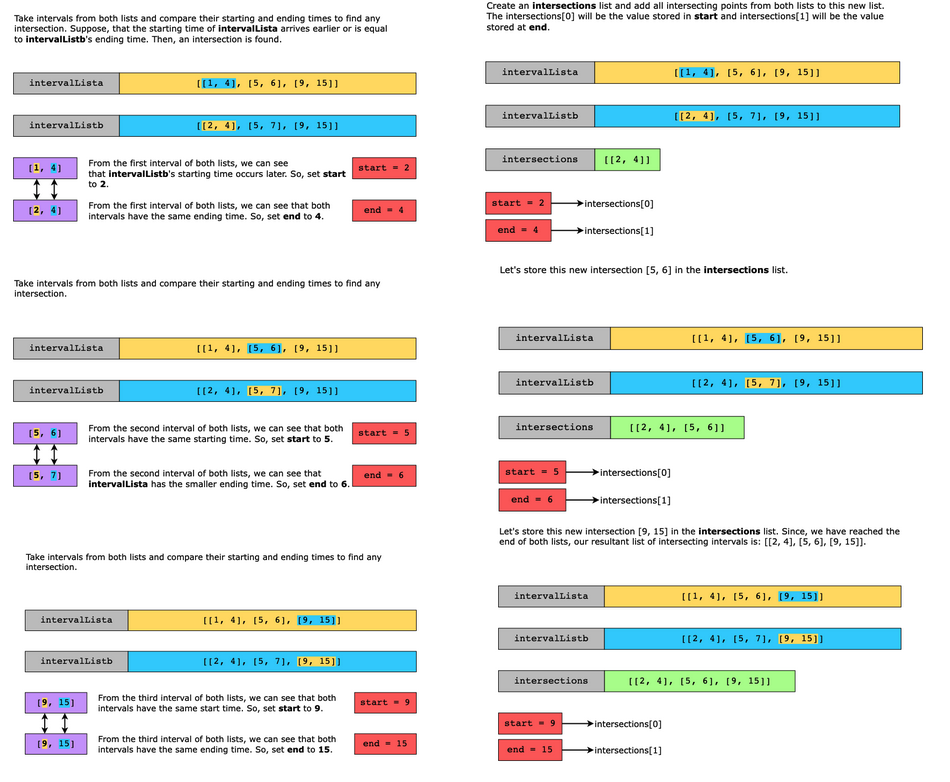 Take intervals from both lists and compare their starting and ending times to find any
intersection. Suppose, that the starting time of intervalLista arrives earlier or is equal
to intervalListb's ending time. Then, an intersection is found.
intervalLista [[1, 4], [5, 6], [9, 15]]
intervalListb [[2, 4], [5, 7], [9, 15]]
[1, 4]
From the first interval of both lists, we can see
that intervalListb's starting time occurs later. So, set start
to 2.
start = 2
[2, 4]
From the first interval of both lists, we can see that both
intervals have the same ending time. So, set end to 4.
end = 4
Create an intersections list and add all intersecting points from both lists to this new list.
The intersections[0] will be the value stored in start and intersections[1] will be the value
stored at end.
intervalLista [[1, 4], [5, 6], [9, 15]]
intervalListb [[2, 4], [5, 7], [9, 15]]
intersections [[2, 4]]
start = 2 intersections[0]
end = 4 intersections[1]
Take intervals from both lists and compare their starting and ending times to find any
intersection.
intervalLista [[1, 4], [5, 6], [9, 15]]
intervalListb [[2, 4], [5, 7], [9, 15]]
[5, 6]
From the second interval of both lists, we can see that both
intervals have the same starting time. So, set start to 5.
start = 5
[5, 7]
From the second interval of both lists, we can see that
intervalLista has the smaller ending time. So, set end to 6.
end = 6
Let's store this new intersection [5, 6] in the intersections list.
intervalLista [[1, 4], [5, 6], [9, 15]]
intervalListb [[2, 4], [5, 7], [9, 15]]
intersections [[2, 4], [5, 6]]
start = 5 intersections[0]
end = 6 intersections[1]
Take intervals from both lists and compare their starting and ending times to find any
intersection.
intervalLista [[1, 4], [5, 6], [9, 15]]
intervalListb [[2, 4], [5, 7], [9, 15]]
[9, 15]
From the third interval of both lists, we can see that both
intervals have the same start time. So, set start to 9.
start = 9
[9, 15]
From the third interval of both lists, we can see that both
intervals have the same ending time. So, set end to 15.
end = 15
Let's store this new intersection [9, 15] in the intersections list. Since, we have reached the
end of both lists, our resultant list of intersecting intervals is: [[2, 4], [5, 6], [9, 15]].
intervalLista [[1, 4], [5, 6], [9, 15]]
intervalListb [[2, 4], [5, 7], [9, 15]]
intersections [[2, 4], [5, 6], [9, 15]]
start = 9 intersections[0]
end = 15 intersections[1]